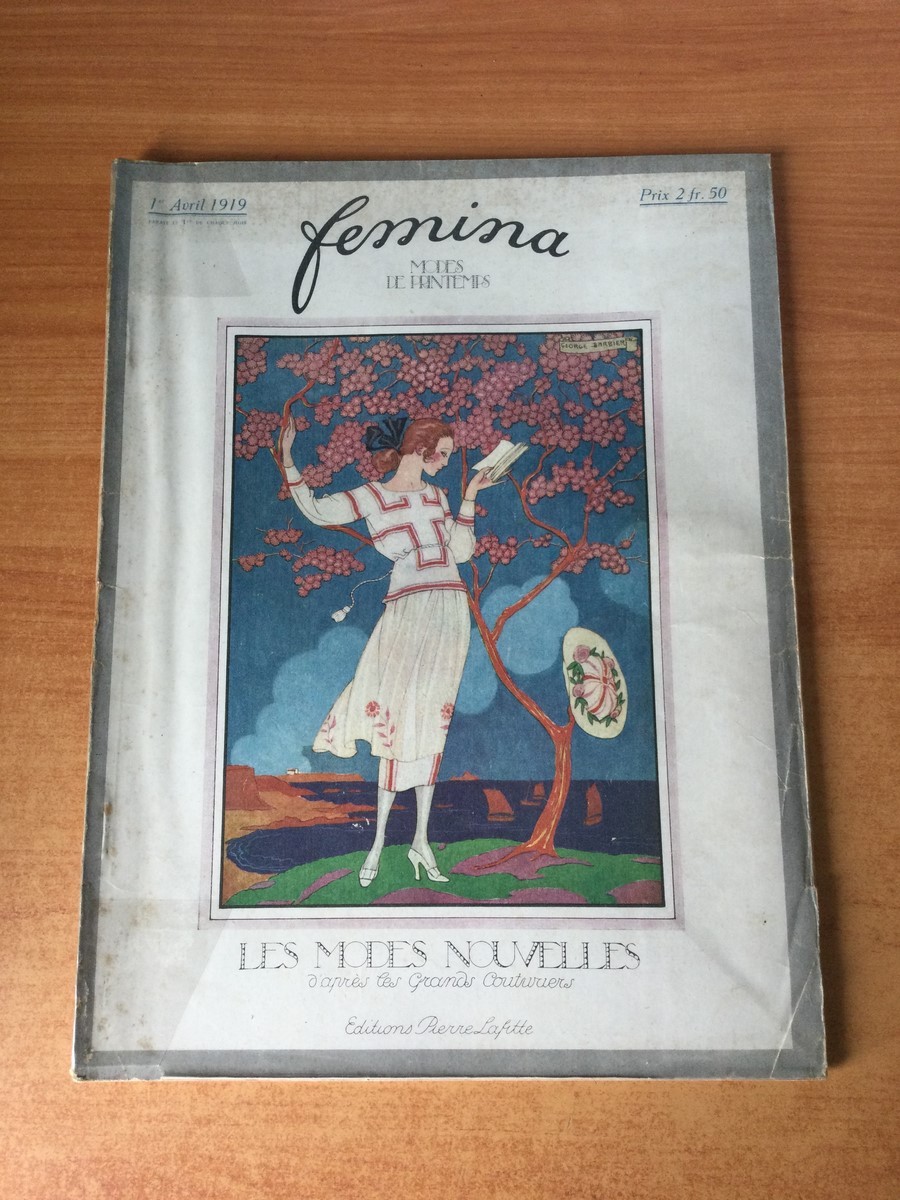 1er Avril 1919
Prix 2 fr. 50
femina
MODES
DE PRINTEMPS
GEORGE BARBIER
LES MODES NOUVELLES
d'après les Grands Couturiers
Editions Pierre Lafitte